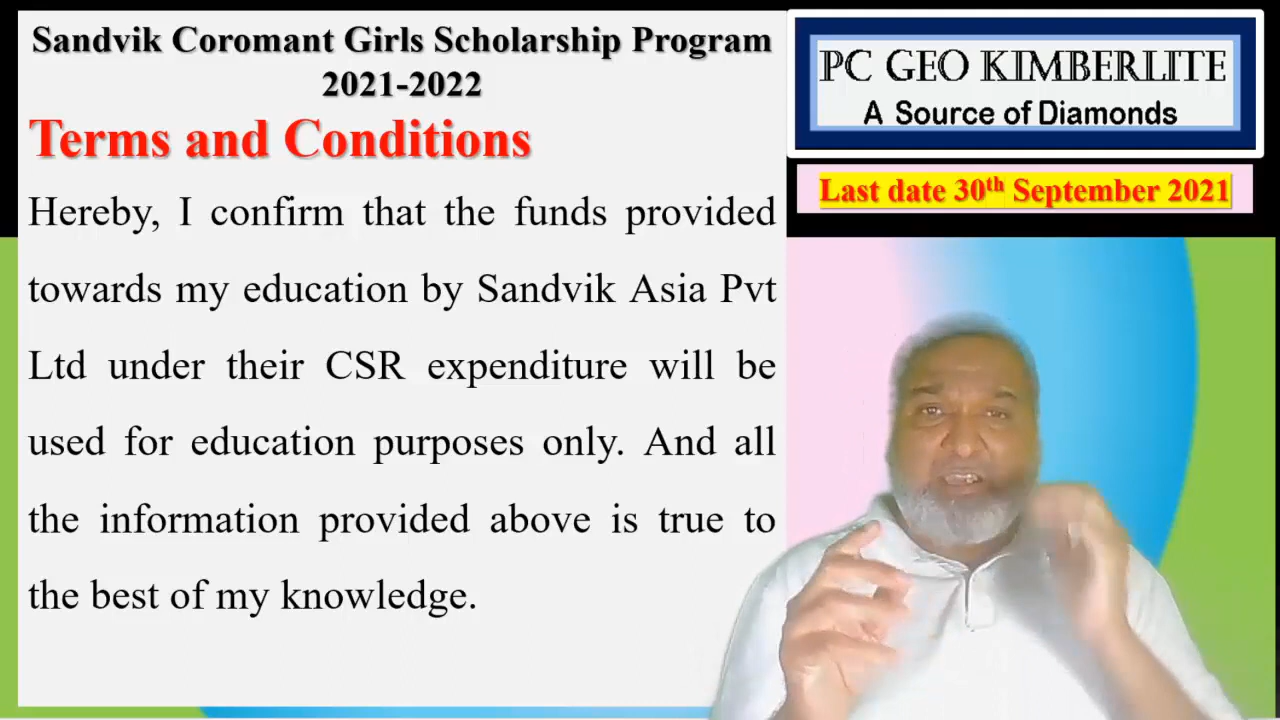 Sandvik Coromant Girls Scholarship Program
2021-2022
Terms and Conditions
Hereby, I confirm that the funds provided
towards my education by Sandvik Asia Pvt
Ltd under their CSR expenditure will be
used for education purposes only. And all
the information provided above is true to
the best of my knowledge.
PC GEO KIMBERLITE
A Source of Diamonds
Last date 30th September 2021